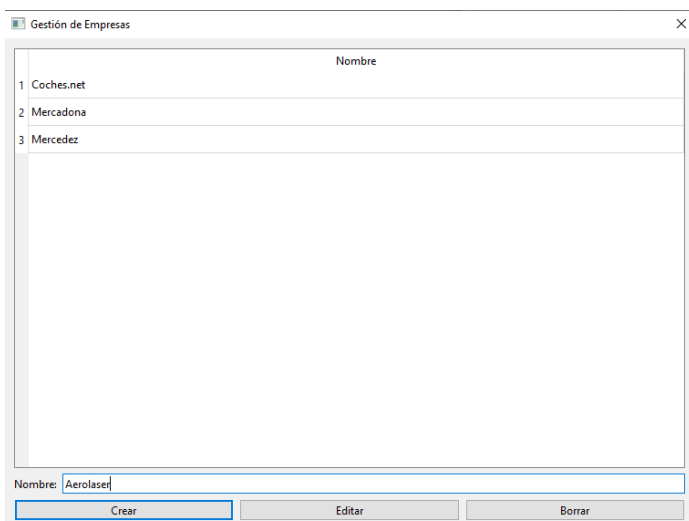 Gestión de Empresas
Nombre
1 Coches.net
2 Mercadona
3 Mercedez
Nombre: Aerolaser
Crear Editar Borrar